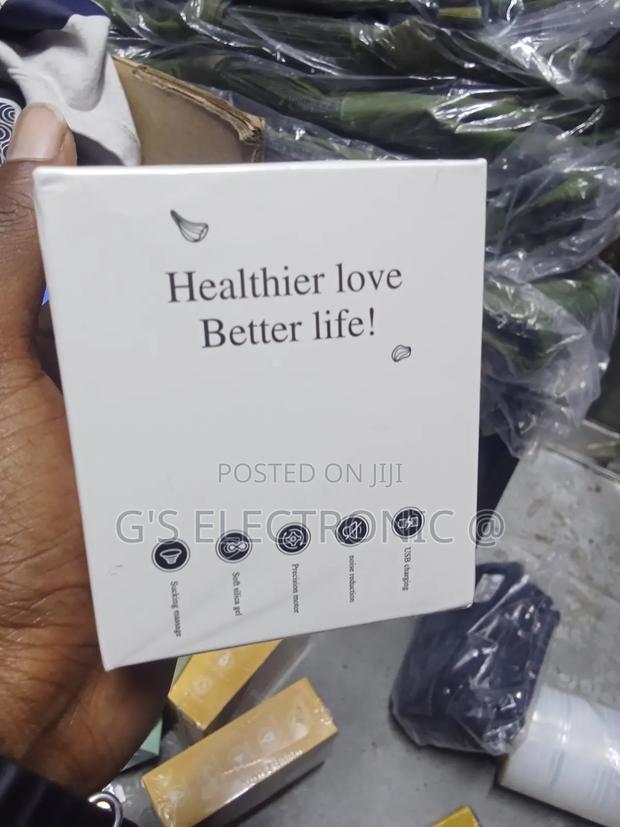 Healthier love
Better life!
POSTED ON JIJI
G'S ELECTRONIC @
Sucking massage
Soft silica gel
Precision motor
noise reduction
USB charging